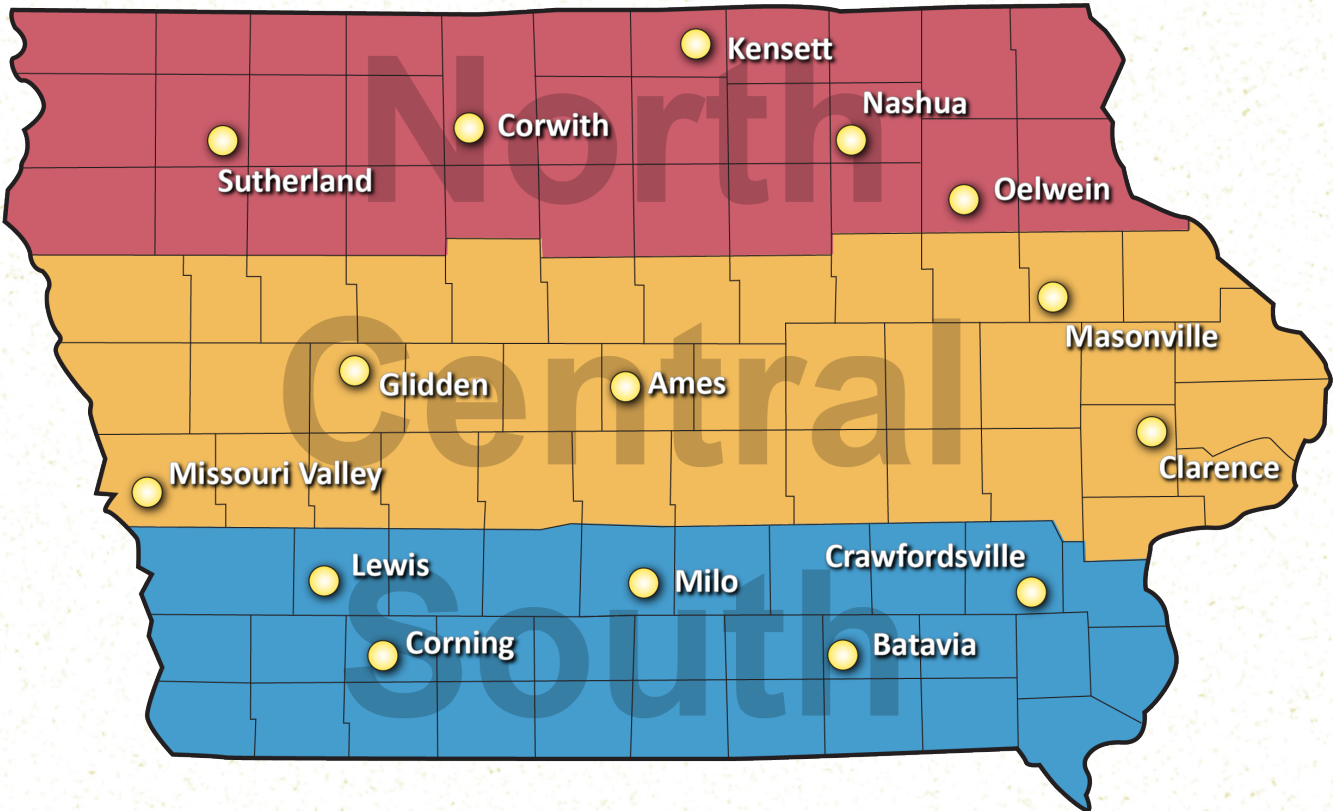 North
Kensett
Nashua
Corwith
Sutherland
Oelwein
Central
Masonville
Glidden
Ames
Clarence
Missouri Valley
South
Lewis
Milo
Crawfordsville
Corning
Batavia